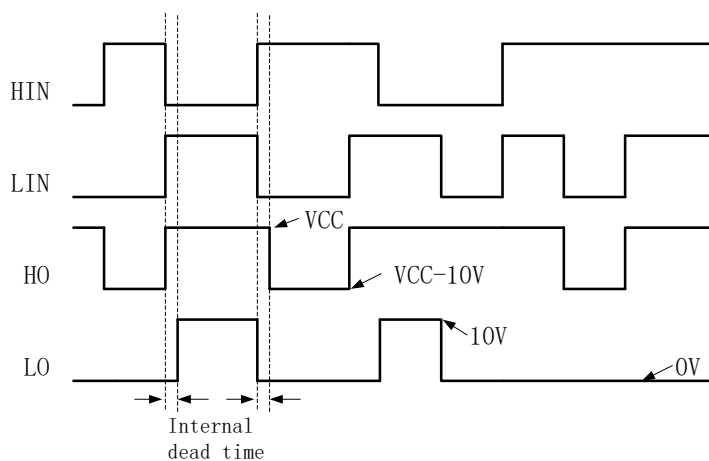 HIN
LIN
VCC
HO
VCC-10V
10V
LO
0V
Internal
dead time